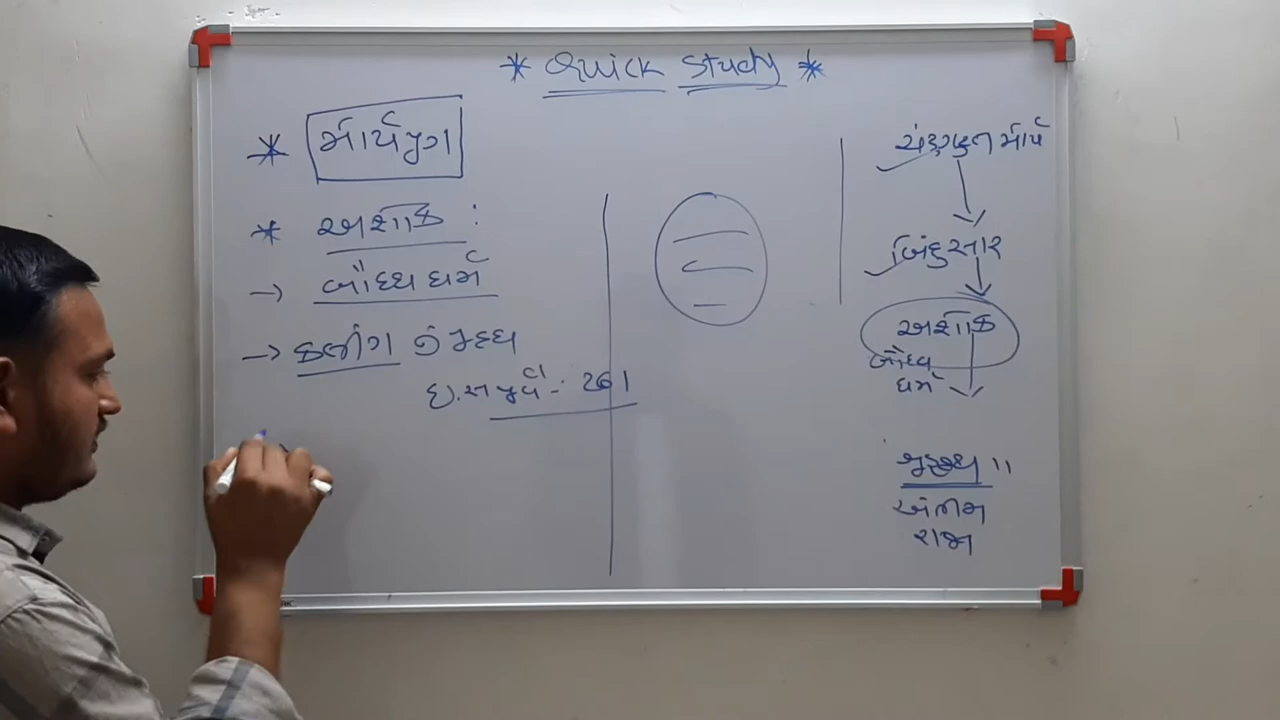 * Quick Study *
* મૌર્યયુગ
* અશોક :
→ બૌધ્ધ ધર્મ
→ કલીંગ નું યુધ્ધ
ઇ.સ પૂર્વે :- 261
ચંદ્રગુપ્ત મૌર્ય
બિંદુસાર
અશોક
બૌધ્ધ
ધર્મ
બૃહદ્રથ
અંતિમ
રાજા